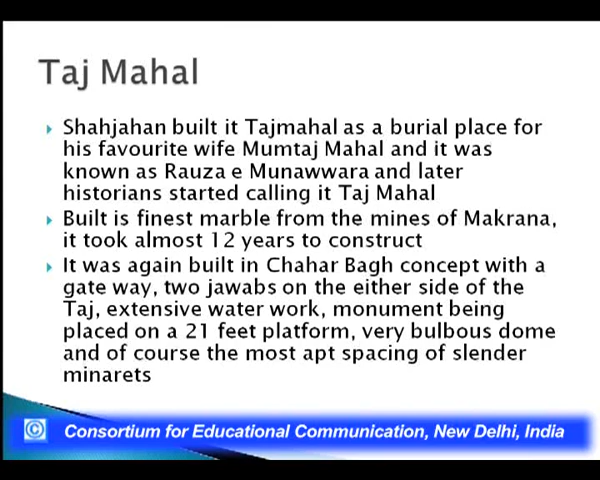 Taj Mahal
Shahjahan built it Tajmahal as a burial place for
his favourite wife Mumtaj Mahal and it was
known as Rauza e Munawwara and later
historians started calling it Taj Mahal
Built is finest marble from the mines of Makrana,
it took almost 12 years to construct
It was again built in Chahar Bagh concept with a
gate way, two jawabs on the either side of the
Taj, extensive water work, monument being
placed on a 21 feet platform, very bulbous dome
and of course the most apt spacing of slender
minarets
© Consortium for Educational Communication, New Delhi, India